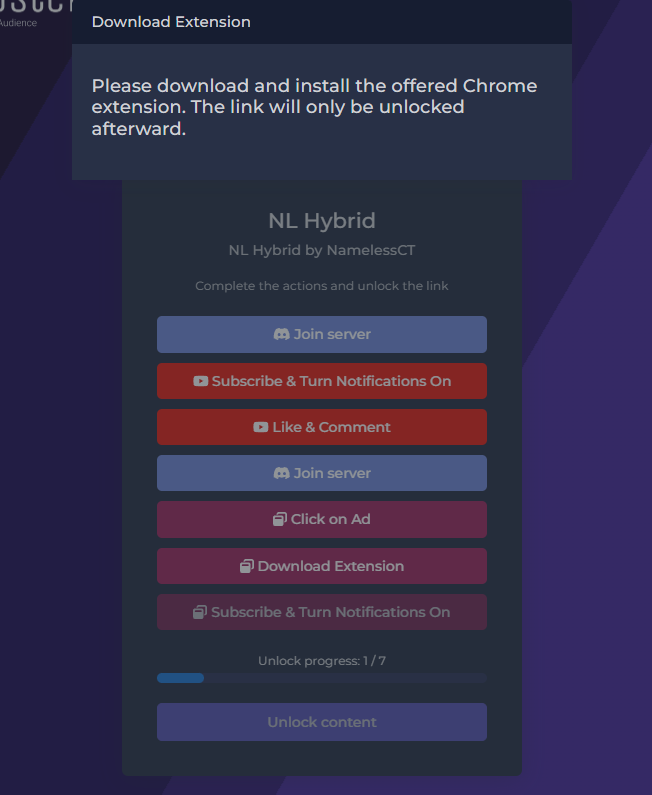 Audience
Download Extension
Please download and install the offered Chrome
extension. The link will only be unlocked
afterward.
NL Hybrid
NL Hybrid by NamelessCT
Complete the actions and unlock the link
Join server
Subscribe & Turn Notifications On
Like & Comment
Join server
Click on Ad
Download Extension
Subscribe & Turn Notifications On
Unlock progress: 1 / 7
Unlock content